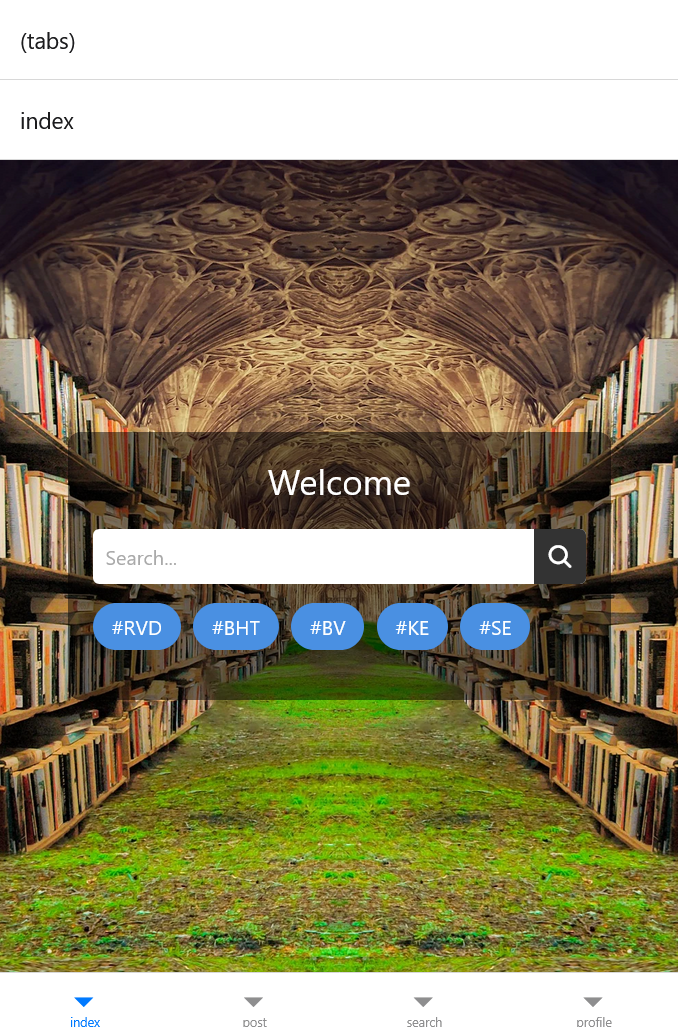 (tabs)
index
Welcome
Search...
#RVD #BHT #BV #KE #SE
index post search profile